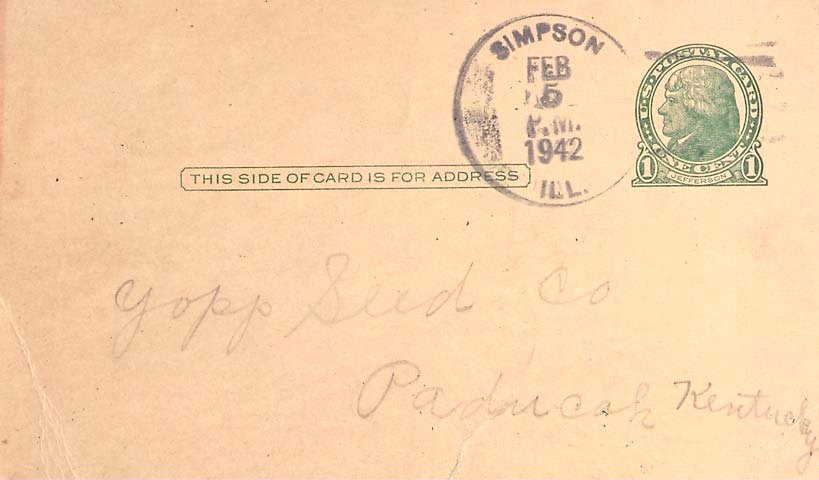 SIMPSON
FEB
5
P.M.
1942
ILL.
U.S. POSTAL CARD
ONE CENT
1 JEFFERSON 1
THIS SIDE OF CARD IS FOR ADDRESS
Yopp Seed Co
Paducah Kentucky